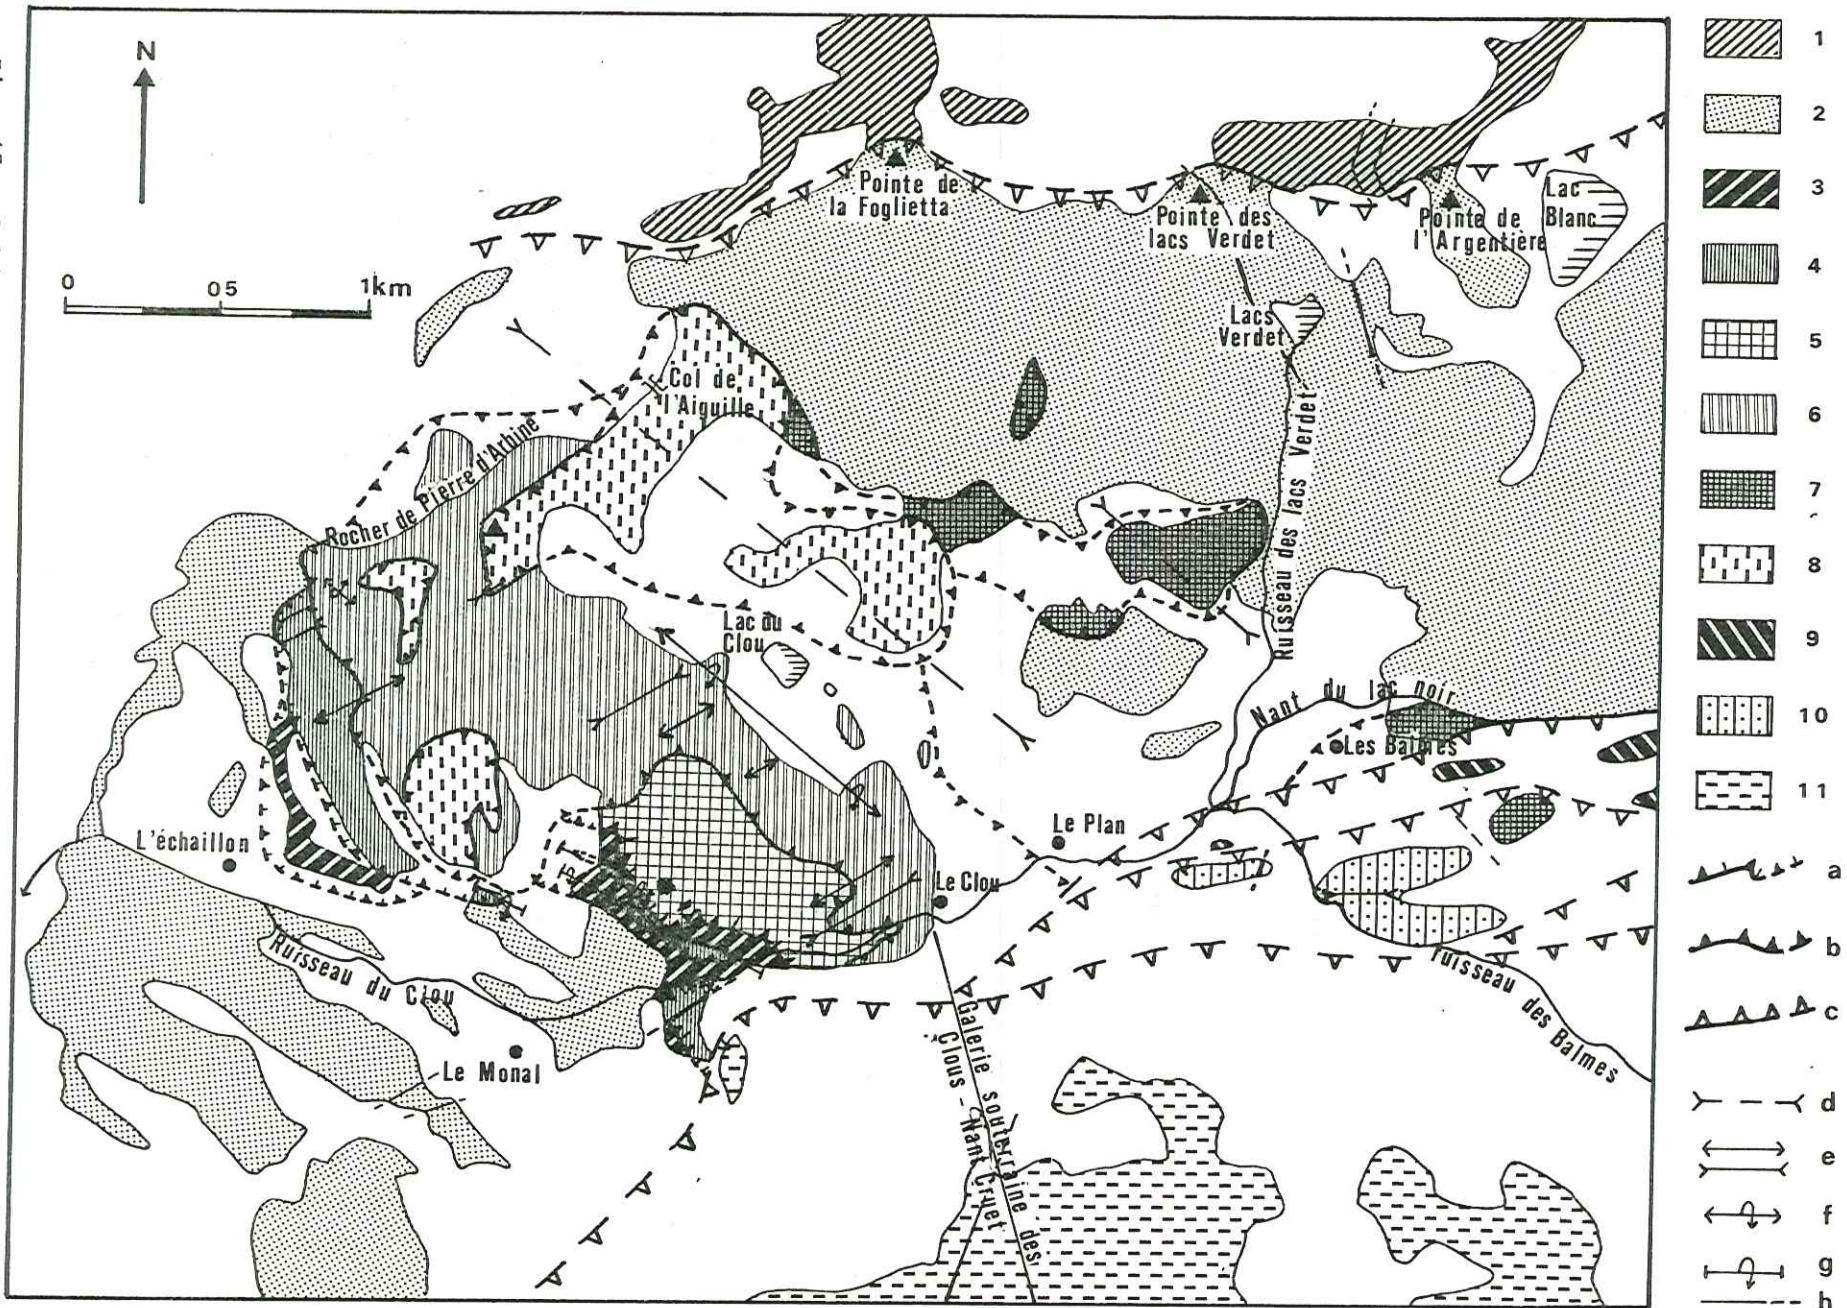 N
0 05 1km
Pointe de
la Foglietta
Pointe des
lacs Verdet
Pointe de
l'Argentière
Lac
Blanc
Lacs
Verdet
Col de
l'Aiguille
Rocher de Pierre d'Arbine
Ruisseau des lacs Verdet
Lac du
Clou
Nant du lac noir
Les Balmes
L'échaillon
Le Plan
Le Clou
Ruisseau du Clou
Le Monal
Galerie souterraine des
Clous - Nant Cruet
ruisseau des Balmes
1
2
3
4
5
6
7
8
9
10
11
a
b
c
d
e
f
g
h